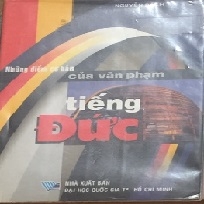 NGUYỄN
Những điểm cơ bản
của văn phạm
tiếng
Đức
NHÀ XUẤT BẢN
ĐẠI HỌC QUỐC GIA TP HỒ CHÍ MINH